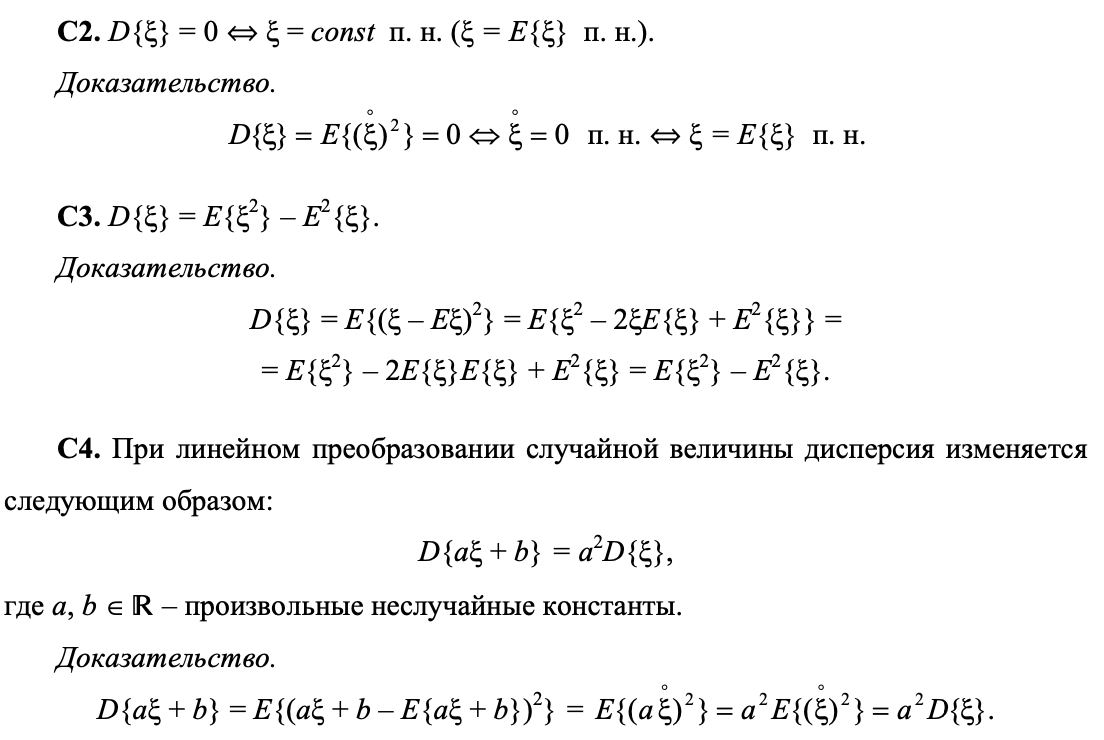 С2. D{ξ} = 0 ⇔ ξ = const п. н. (ξ = E{ξ} п. н.).
Доказательство.
D{ξ} = E{(ξ̊)²} = 0 ⇔ ξ̊ = 0 п. н. ⇔ ξ = E{ξ} п. н.
С3. D{ξ} = E{ξ²} – E²{ξ}.
Доказательство.
D{ξ} = E{(ξ – Eξ)²} = E{ξ² – 2ξE{ξ} + E²{ξ}} =
= E{ξ²} – 2E{ξ}E{ξ} + E²{ξ} = E{ξ²} – E²{ξ}.
С4. При линейном преобразовании случайной величины дисперсия изменяется
следующим образом:
D{aξ + b} = a²D{ξ},
где a, b ∈ ℝ – произвольные неслучайные константы.
Доказательство.
D{aξ + b} = E{(aξ + b – E{aξ + b})²} = E{(aξ̊)²} = a²E{(ξ̊)²} = a²D{ξ}.